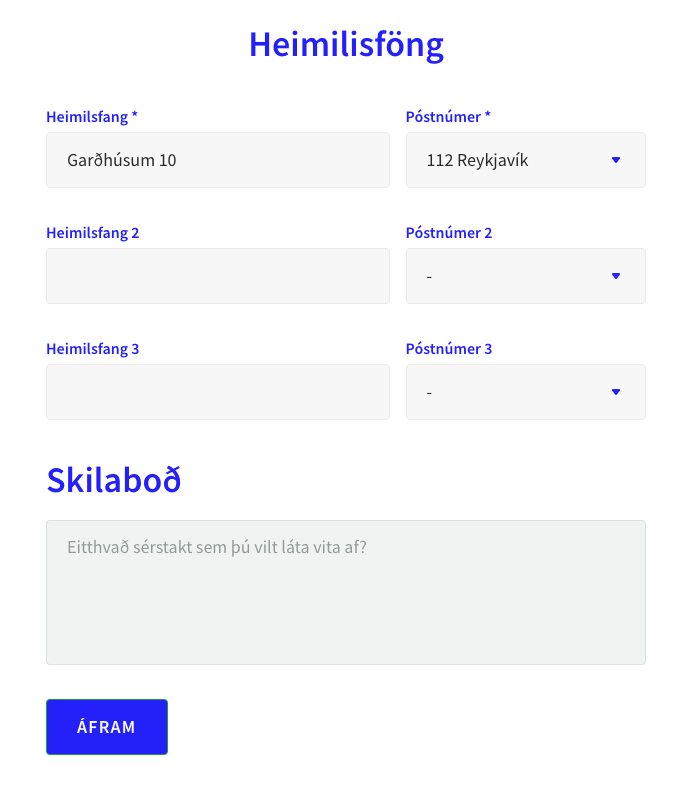 Heimilisföng
Heimilsfang * Póstnúmer *
Garðhúsum 10 112 Reykjavík
Heimilsfang 2 Póstnúmer 2
-
Heimilsfang 3 Póstnúmer 3
-
Skilaboð
Eitthvað sérstakt sem þú vilt láta vita af?
ÁFRAM